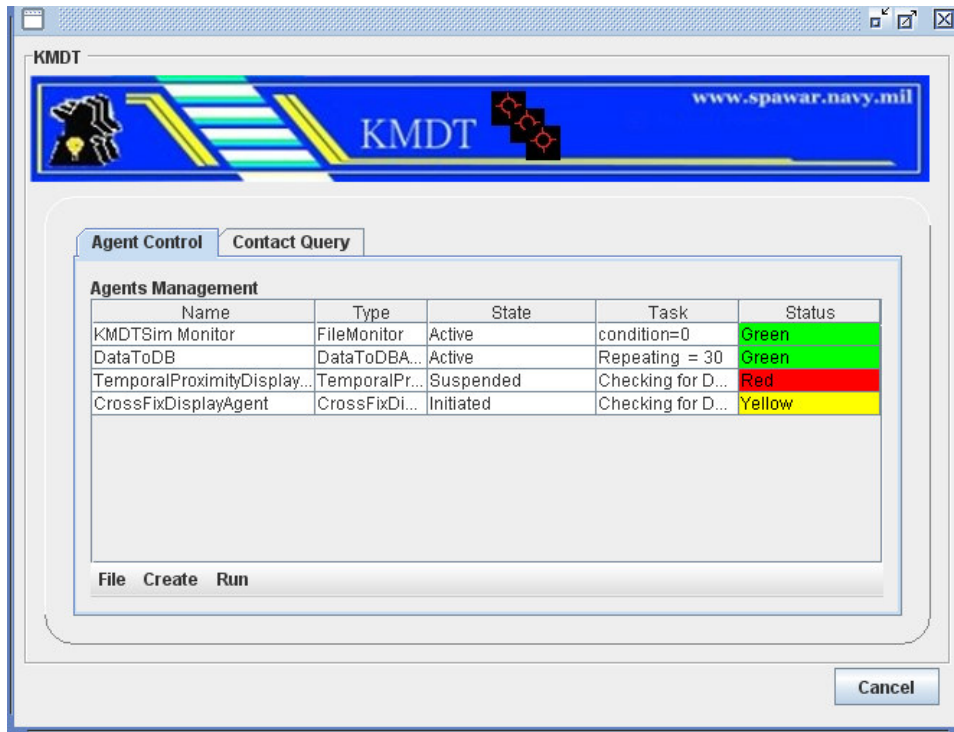 KMDT
www.spawar.navy.mil
KMDT
Agent Control Contact Query
Agents Management
Name Type State Task Status
KMDTSim Monitor FileMonitor Active condition=0 Green
DataToDB DataToDBA... Active Repeating = 30 Green
TemporalProximityDisplay... TemporalPr... Suspended Checking for D... Red
CrossFixDisplayAgent CrossFixDi... Initiated Checking for D... Yellow
File Create Run
Cancel